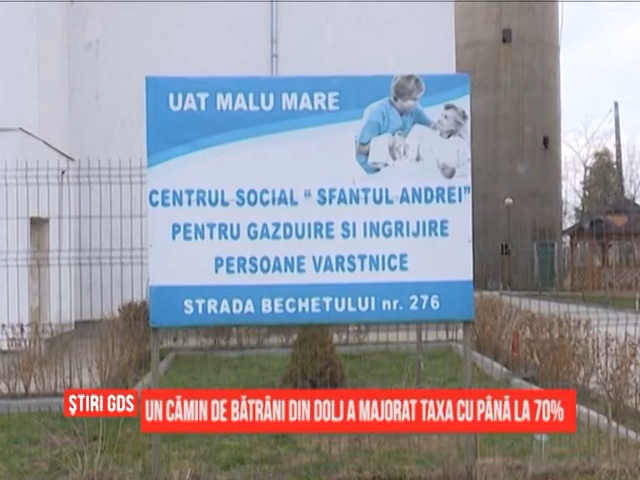 UAT MALU MARE
CENTRUL SOCIAL " SFANTUL ANDREI"
PENTRU GAZDUIRE SI INGRIJIRE
PERSOANE VARSTNICE
STRADA BECHETULUI nr. 276
ȘTIRI GDS
UN CĂMIN DE BĂTRÂNI DIN DOLJ A MAJORAT TAXA CU PÂNĂ LA 70%